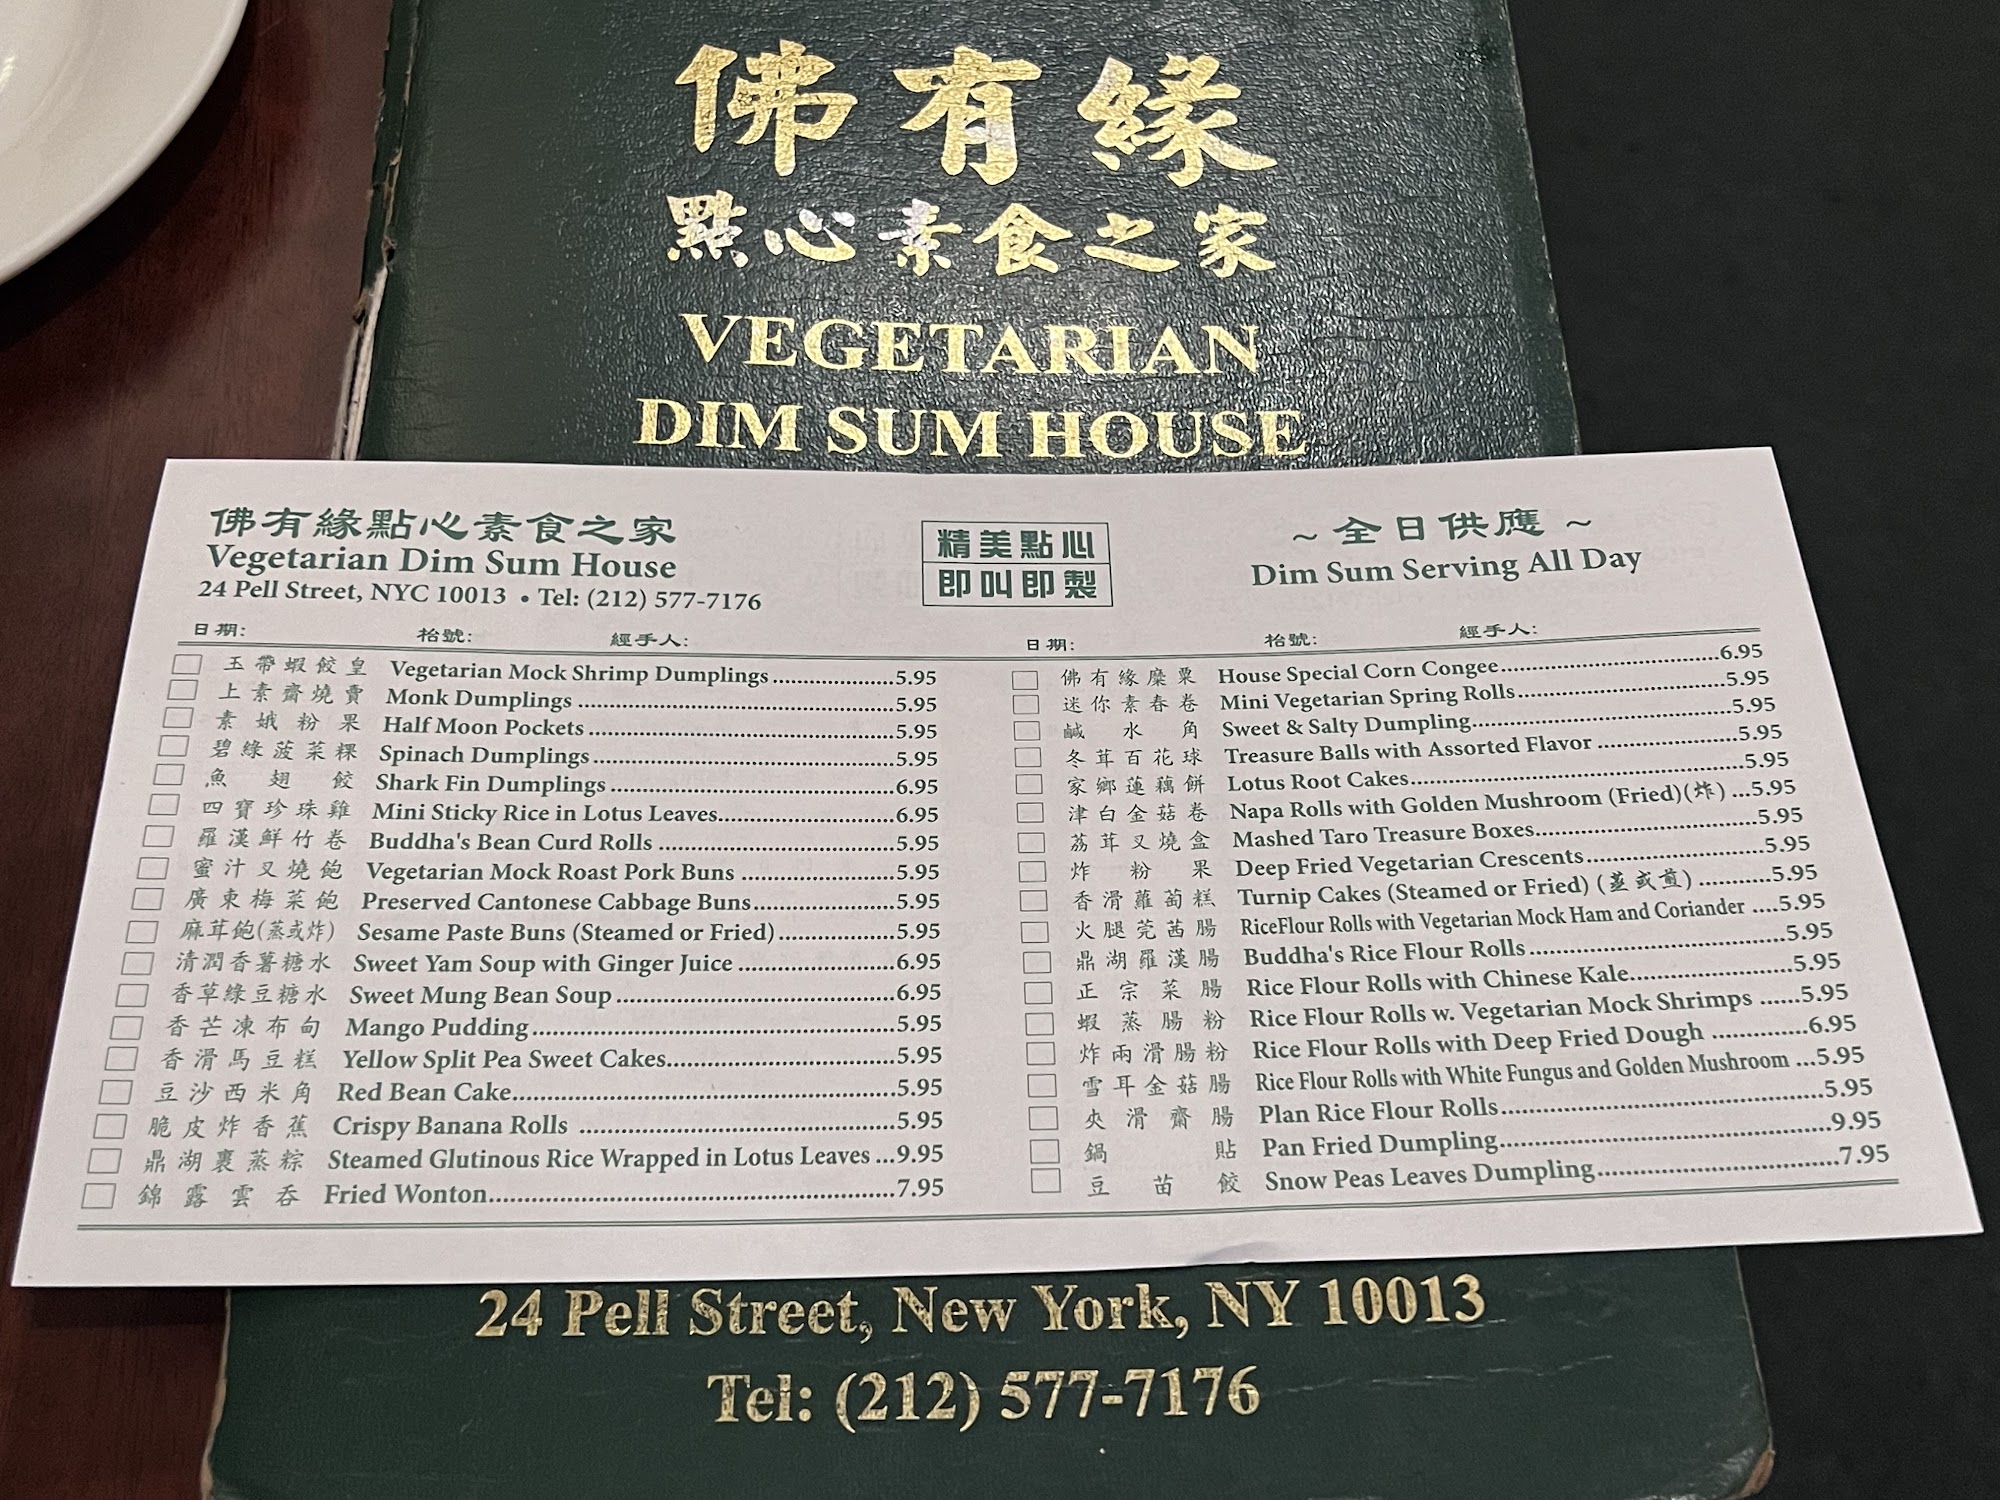 佛有緣
點心素食之家
VEGETARIAN
DIM SUM HOUSE
佛有緣點心素食之家
Vegetarian Dim Sum House
24 Pell Street, NYC 10013 • Tel: (212) 577-7176
精美點心
即叫即製
~ 全日供應 ~
Dim Sum Serving All Day
日期: 枱號: 經手人:
玉帶蝦餃皇 Vegetarian Mock Shrimp Dumplings 5.95
上素齋燒賣 Monk Dumplings 5.95
素娥粉果 Half Moon Pockets 5.95
碧綠菠菜粿 Spinach Dumplings 5.95
魚翅餃 Shark Fin Dumplings 6.95
四寶珍珠雞 Mini Sticky Rice in Lotus Leaves 6.95
羅漢鮮竹卷 Buddha's Bean Curd Rolls 5.95
蜜汁叉燒飽 Vegetarian Mock Roast Pork Buns 5.95
廣東梅菜飽 Preserved Cantonese Cabbage Buns 5.95
麻茸飽(蒸或炸) Sesame Paste Buns (Steamed or Fried) 5.95
清潤香薯糖水 Sweet Yam Soup with Ginger Juice 6.95
香草綠豆糖水 Sweet Mung Bean Soup 6.95
香芒凍布甸 Mango Pudding 5.95
香滑馬豆糕 Yellow Split Pea Sweet Cakes 5.95
豆沙西米角 Red Bean Cake 5.95
脆皮炸香蕉 Crispy Banana Rolls 5.95
鼎湖裹蒸粽 Steamed Glutinous Rice Wrapped in Lotus Leaves 9.95
錦露雲吞 Fried Wonton 7.95
日期: 枱號: 經手人:
佛有緣糜粟 House Special Corn Congee 6.95
迷你素春卷 Mini Vegetarian Spring Rolls 5.95
鹹水角 Sweet & Salty Dumpling 5.95
冬茸百花球 Treasure Balls with Assorted Flavor 5.95
家鄉蓮藕餅 Lotus Root Cakes 5.95
津白金菇卷 Napa Rolls with Golden Mushroom (Fried)(炸) 5.95
荔茸叉燒盒 Mashed Taro Treasure Boxes 5.95
炸粉果 Deep Fried Vegetarian Crescents 5.95
香滑蘿蔔糕 Turnip Cakes (Steamed or Fried) (蒸或煎) 5.95
火腿芫茜腸 RiceFlour Rolls with Vegetarian Mock Ham and Coriander 5.95
鼎湖羅漢腸 Buddha's Rice Flour Rolls 5.95
正宗菜腸 Rice Flour Rolls with Chinese Kale 5.95
蝦蒸腸粉 Rice Flour Rolls w. Vegetarian Mock Shrimps 5.95
炸兩滑腸粉 Rice Flour Rolls with Deep Fried Dough 6.95
雪耳金菇腸 Rice Flour Rolls with White Fungus and Golden Mushroom 5.95
夾滑齋腸 Plan Rice Flour Rolls 5.95
鍋貼 Pan Fried Dumpling 9.95
豆苗餃 Snow Peas Leaves Dumpling 7.95
24 Pell Street, New York, NY 10013
Tel: (212) 577-7176